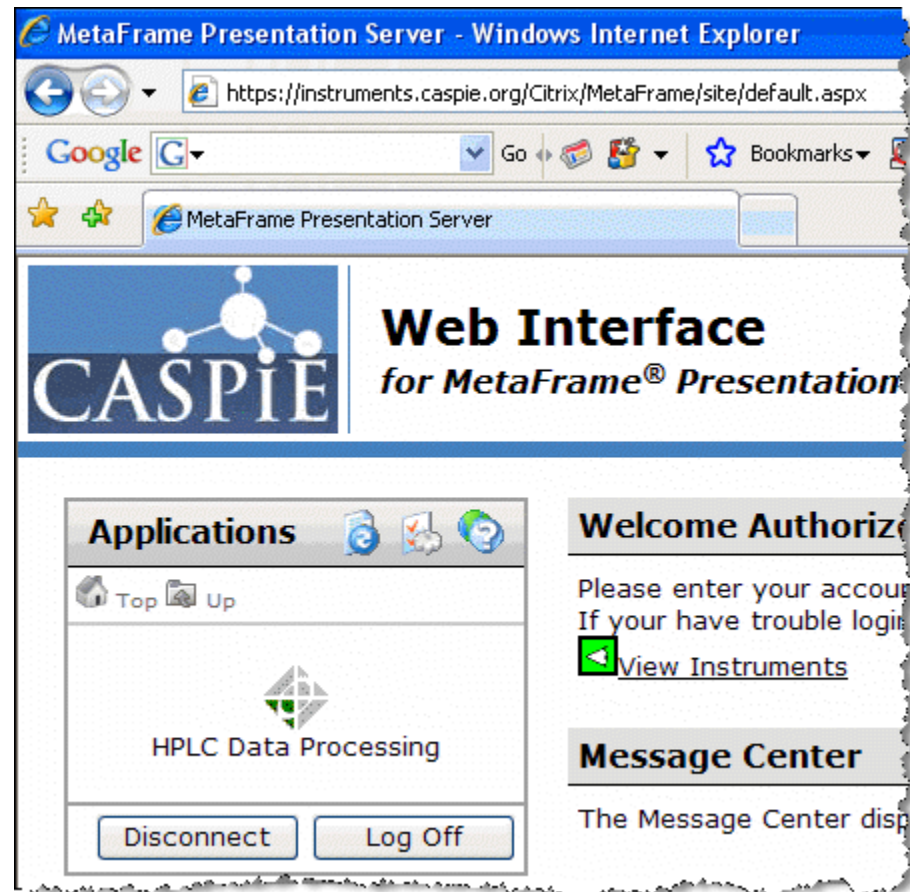 MetaFrame Presentation Server - Windows Internet Explorer
https://instruments.caspie.org/Citrix/MetaFrame/site/default.aspx
Google G Go Bookmarks
MetaFrame Presentation Server
CASPiE
Web Interface
for MetaFrame® Presentation
Applications
Top Up
HPLC Data Processing
Disconnect Log Off
Welcome Authoriz
Please enter your accou
If your have trouble logi
View Instruments
Message Center
The Message Center disp